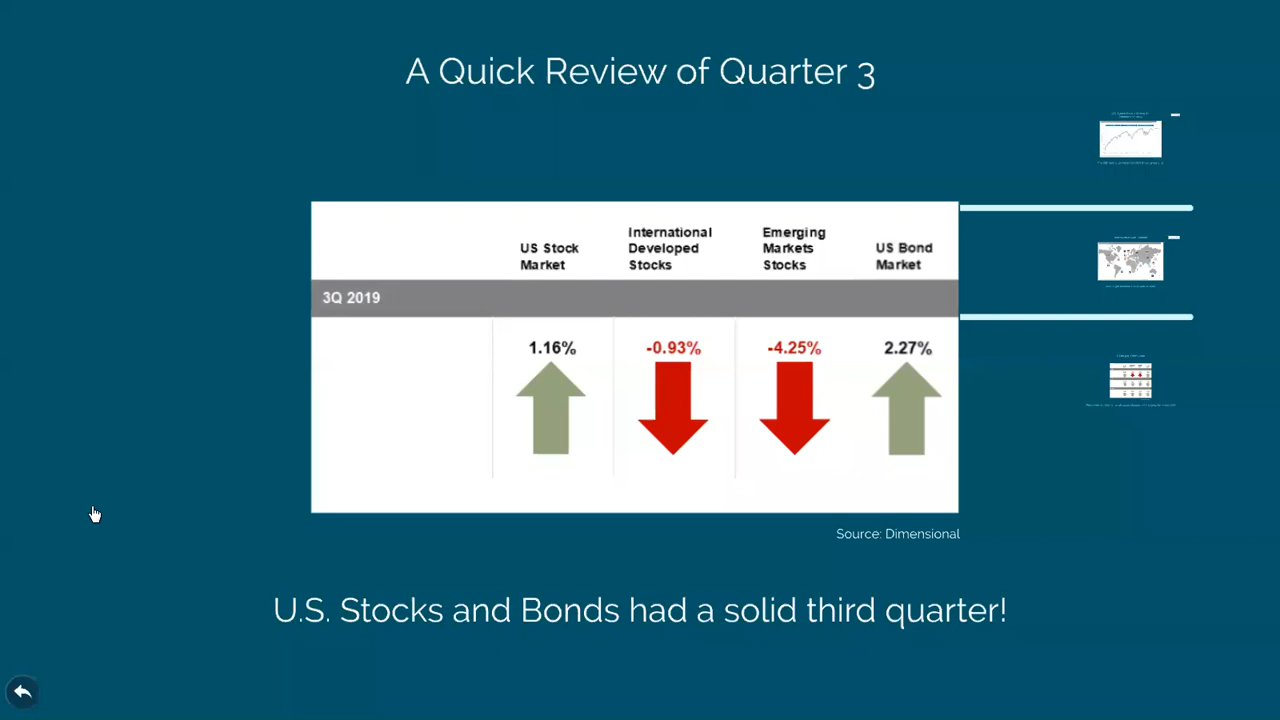 A Quick Review of Quarter 3
US Stock Market
International Developed Stocks
Emerging Markets Stocks
US Bond Market
3Q 2019
1.16%
-0.93%
-4.25%
2.27%
Source: Dimensional
U.S. Stocks and Bonds had a solid third quarter!